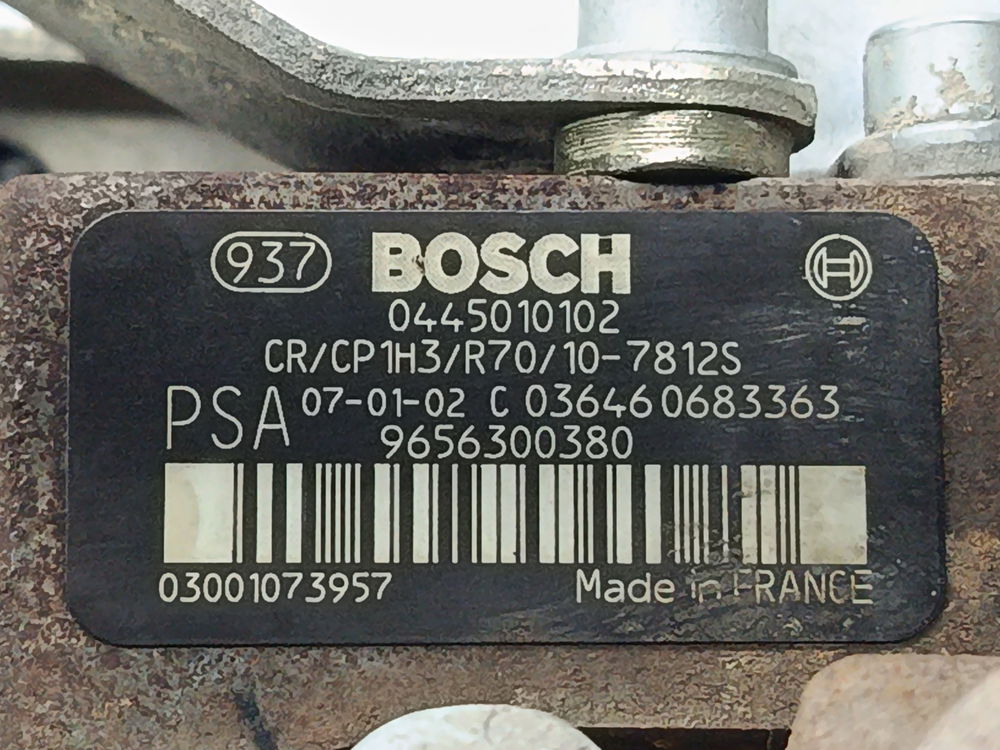 937 BOSCH
0445010102
CR/CP1H3/R70/10-7812S
PSA 07-01-02 C 036460683363
9656300380
03001073957 Made in FRANCE